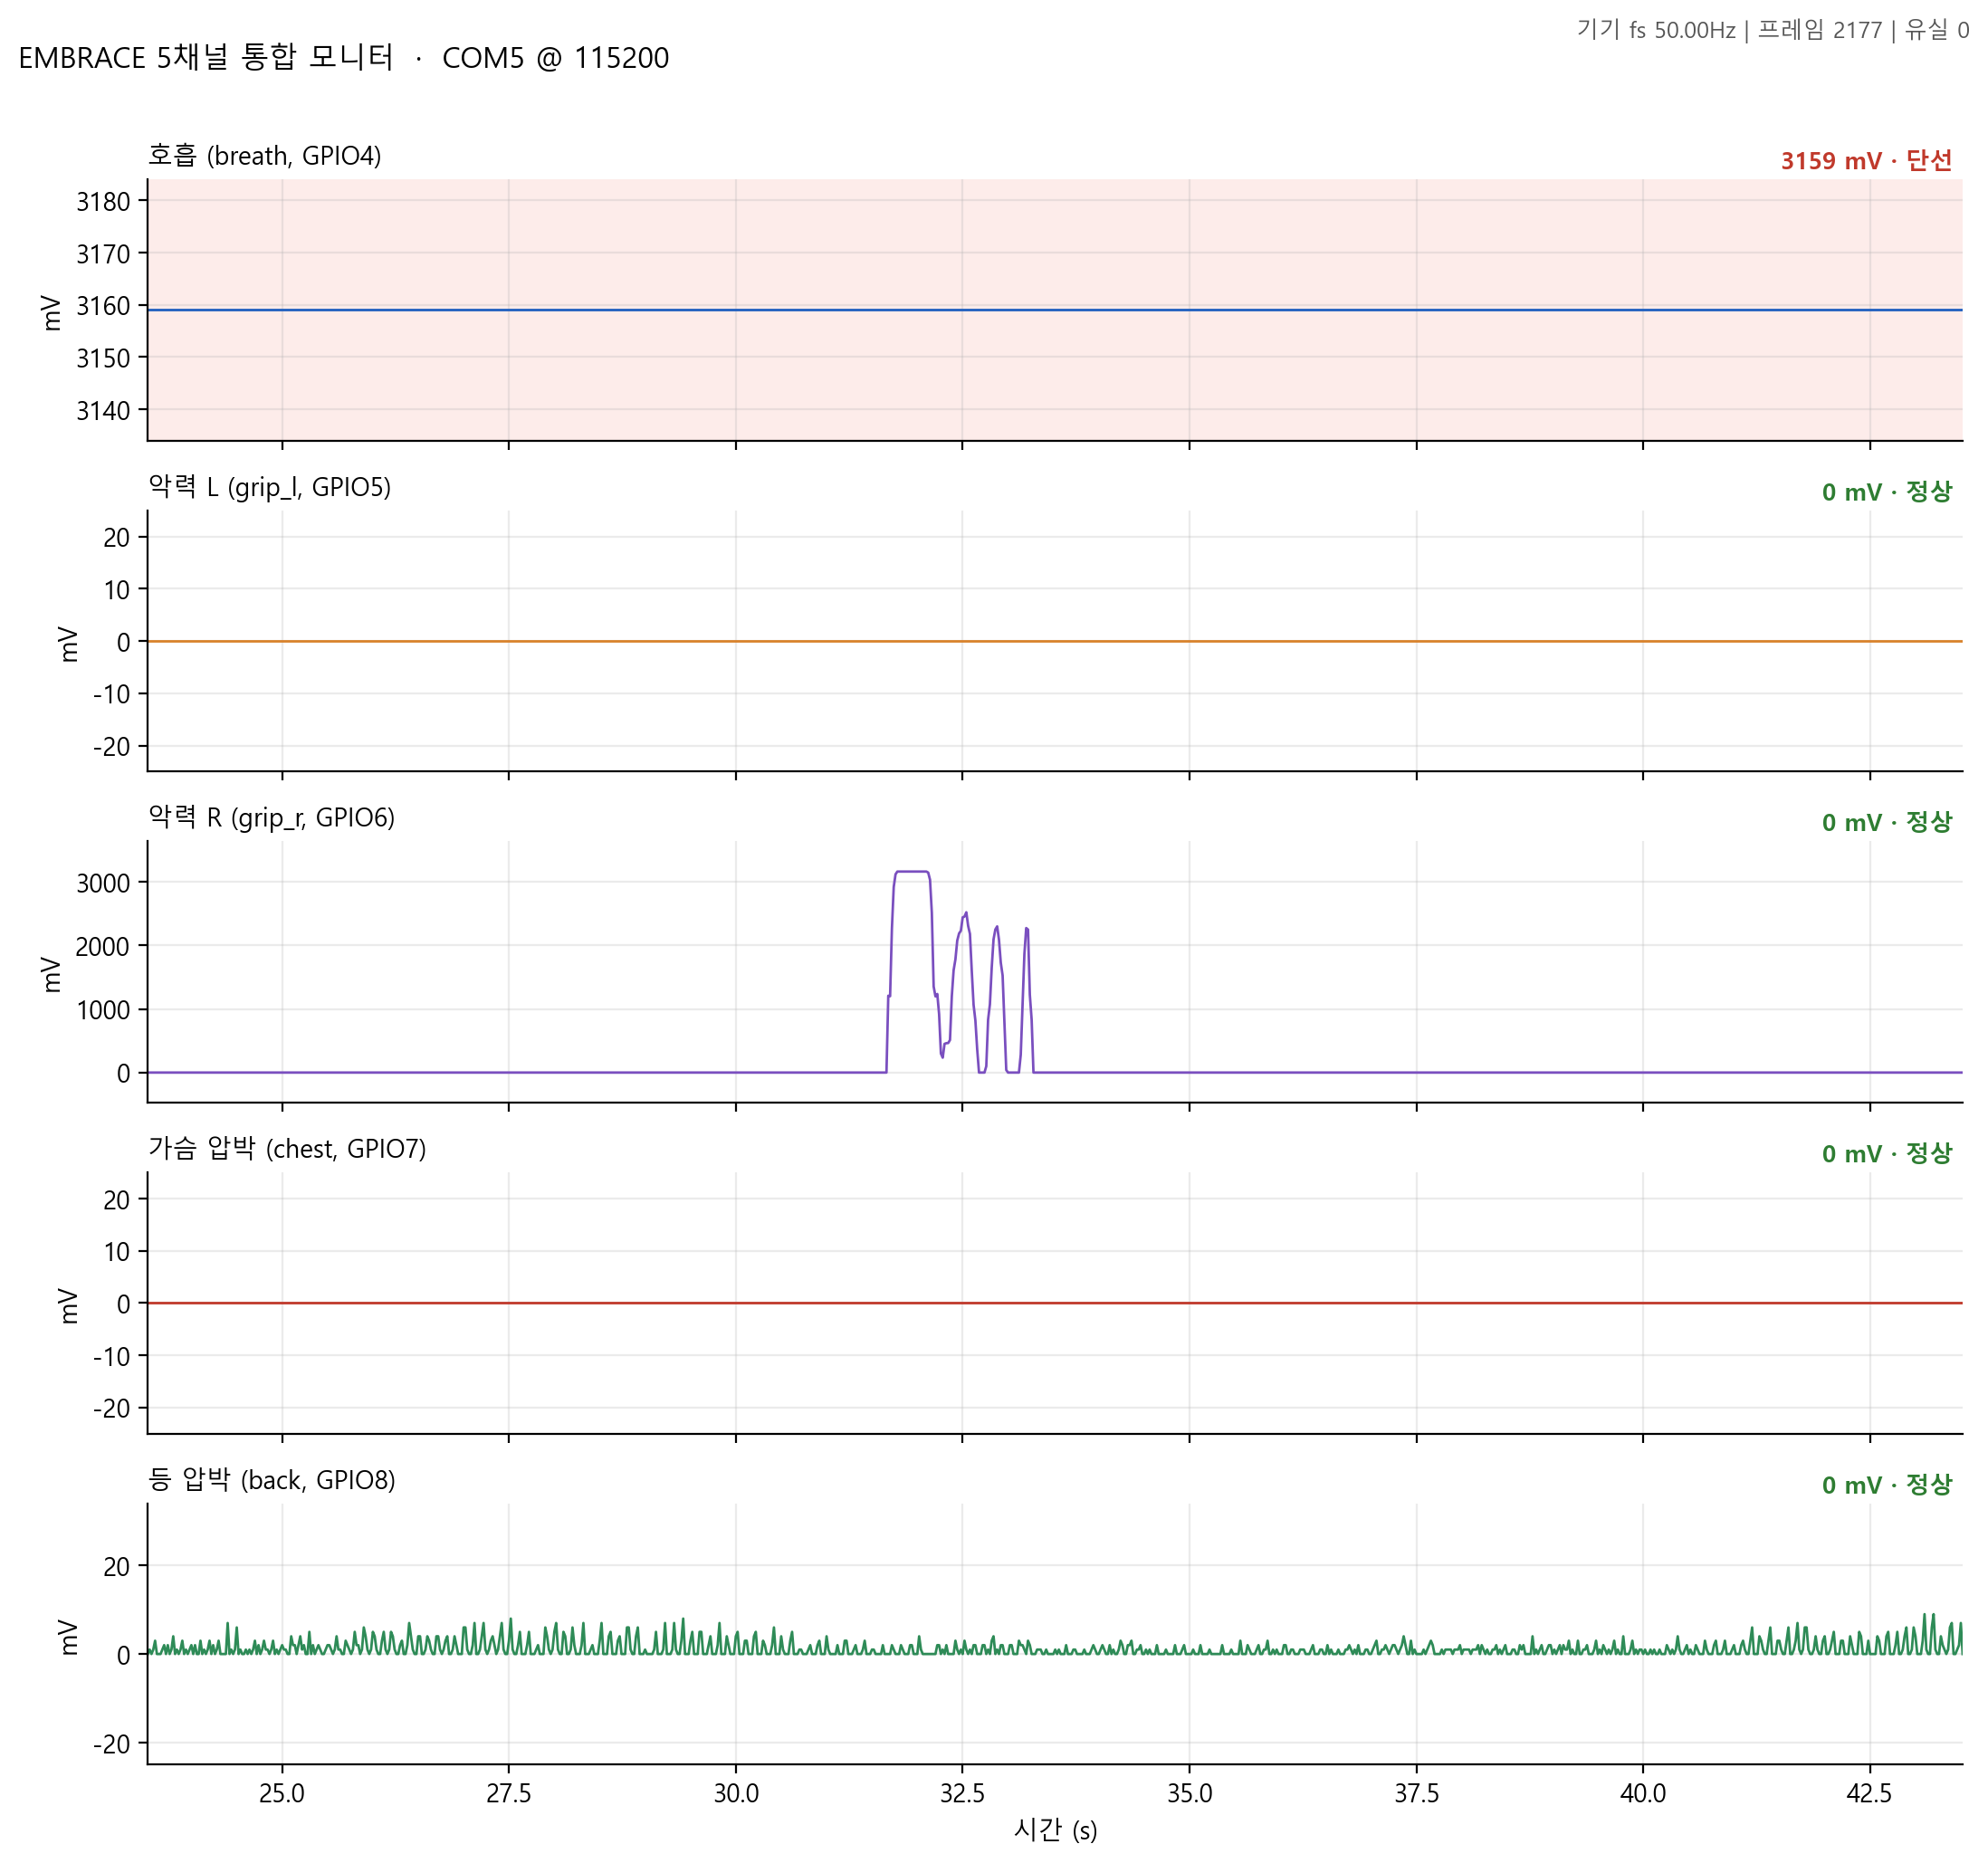 기기 fs 50.00Hz | 프레임 2177 | 유실 0
EMBRACE 5채널 통합 모니터 · COM5 @ 115200
호흡 (breath, GPIO4)
3159 mV · 단선
3180
3170
3160
3150
3140
mV
악력 L (grip_l, GPIO5)
0 mV · 정상
20
10
0
-10
-20
mV
악력 R (grip_r, GPIO6)
0 mV · 정상
3000
2000
1000
0
mV
가슴 압박 (chest, GPIO7)
0 mV · 정상
20
10
0
-10
-20
mV
등 압박 (back, GPIO8)
0 mV · 정상
20
0
-20
mV
25.0 27.5 30.0 32.5 35.0 37.5 40.0 42.5
시간 (s)